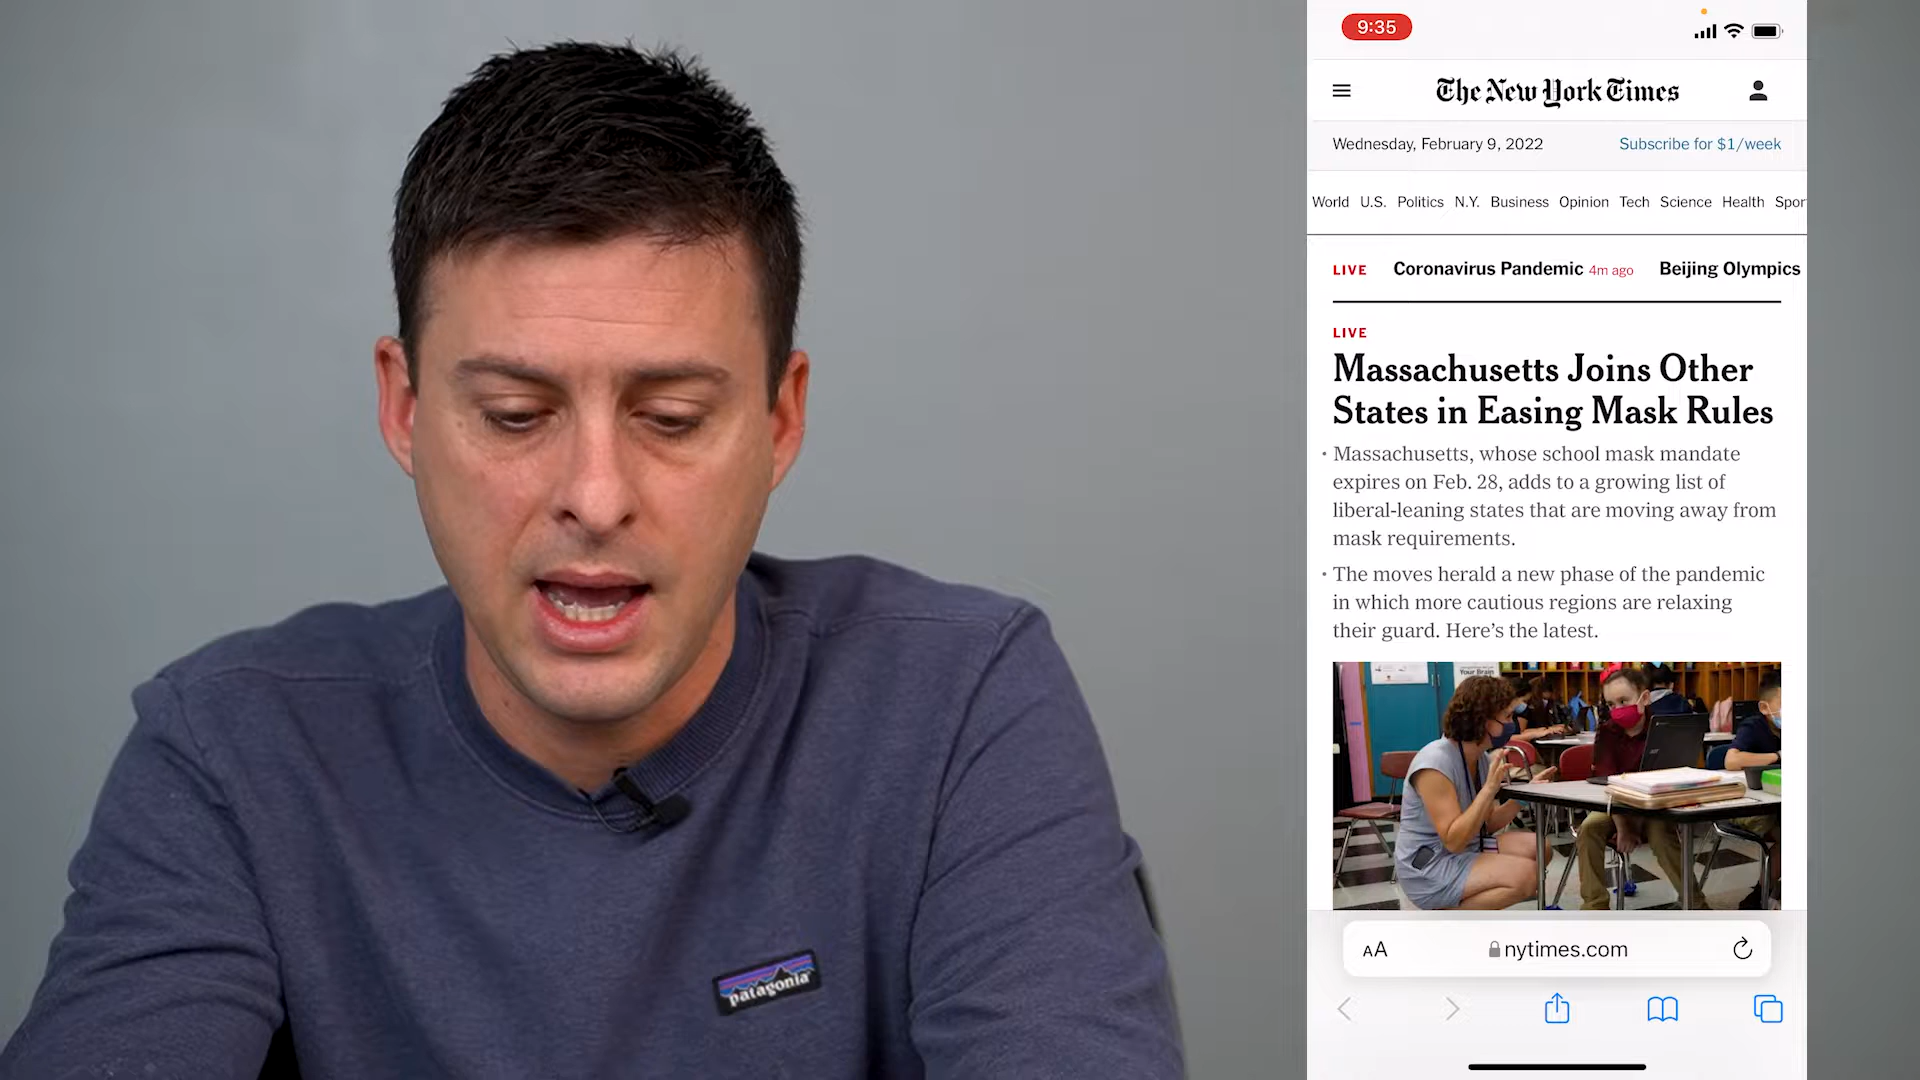 9:35
The New York Times
Wednesday, February 9, 2022
Subscribe for $1/week
World U.S. Politics N.Y. Business Opinion Tech Science Health Spor
LIVE Coronavirus Pandemic 4m ago Beijing Olympics
LIVE
Massachusetts Joins Other
States in Easing Mask Rules
• Massachusetts, whose school mask mandate
expires on Feb. 28, adds to a growing list of
liberal-leaning states that are moving away from
mask requirements.
• The moves herald a new phase of the pandemic
in which more cautious regions are relaxing
their guard. Here’s the latest.
Your Brain
AA nytimes.com
patagonia